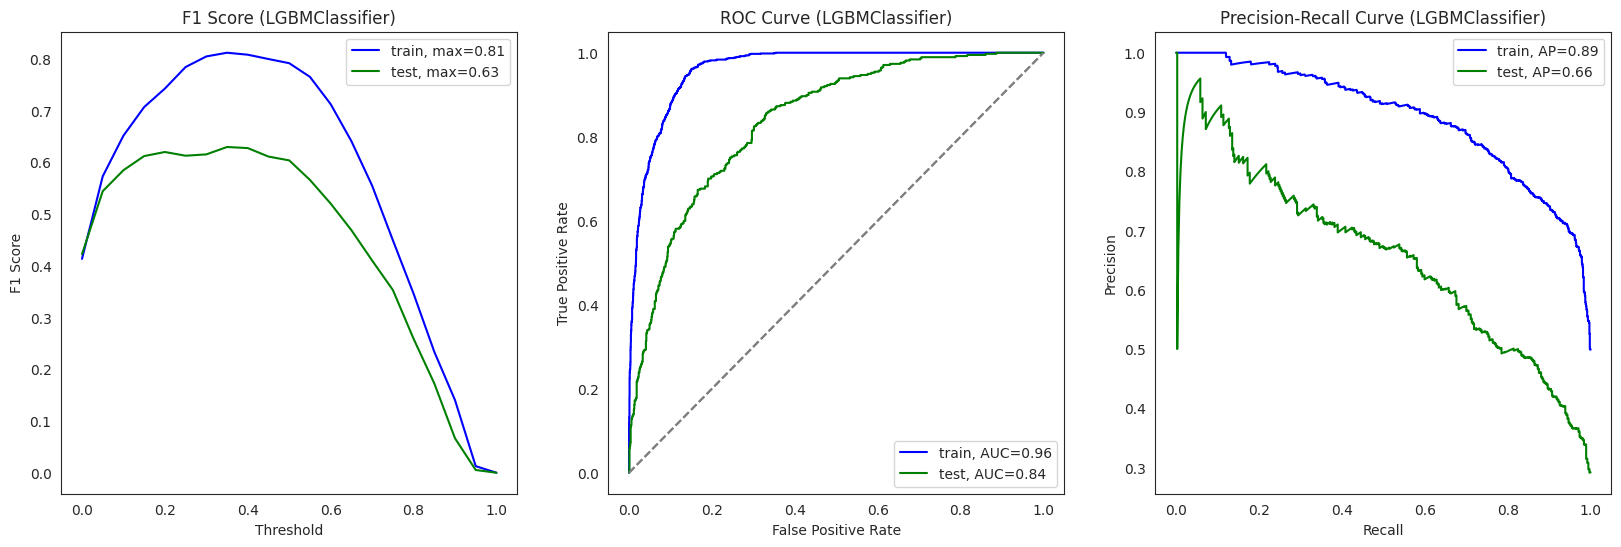 F1 Score (LGBMClassifier)
train, max=0.81
test, max=0.63
0.8
0.7
0.6
0.5
0.4
0.3
0.2
0.1
0.0
F1 Score
0.0 0.2 0.4 0.6 0.8 1.0
Threshold
ROC Curve (LGBMClassifier)
1.0
0.8
0.6
0.4
0.2
0.0
True Positive Rate
train, AUC=0.96
test, AUC=0.84
0.0 0.2 0.4 0.6 0.8 1.0
False Positive Rate
Precision-Recall Curve (LGBMClassifier)
train, AP=0.89
test, AP=0.66
1.0
0.9
0.8
0.7
0.6
0.5
0.4
0.3
Precision
0.0 0.2 0.4 0.6 0.8 1.0
Recall